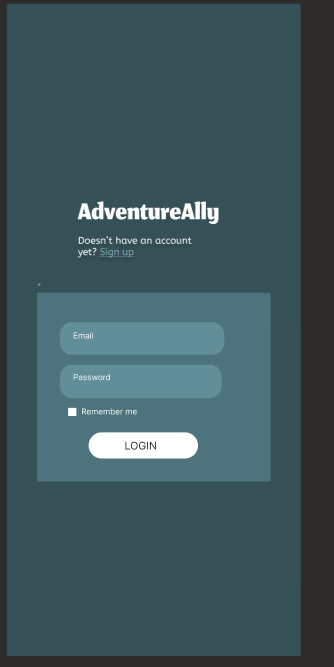 AdventureAlly
Doesn't have an account
yet? Sign up
Email
Password
Remember me
LOGIN